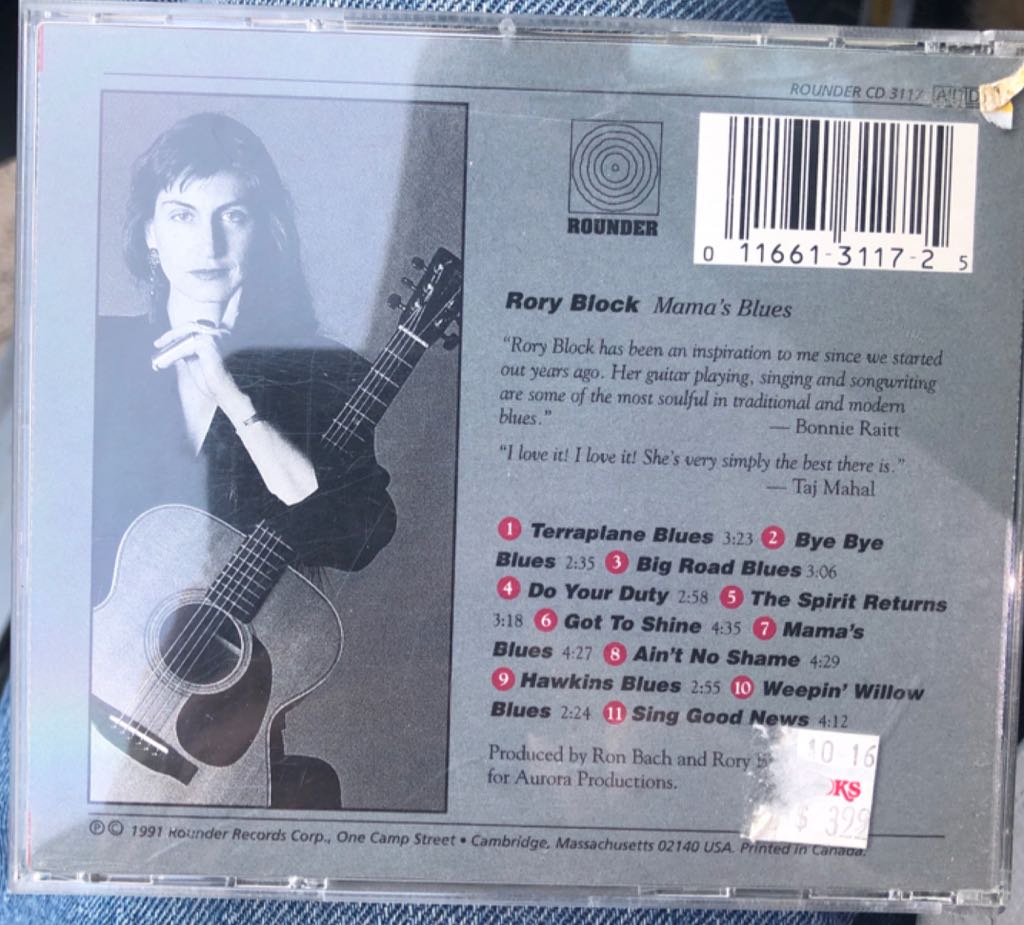 ROUNDER CD 3117
ROUNDER
0 11661-3117-2 5
Rory Block Mama's Blues
"Rory Block has been an inspiration to me since we started
out years ago. Her guitar playing, singing and songwriting
are some of the most soulful in traditional and modern
blues."
— Bonnie Raitt
"I love it! I love it! She's very simply the best there is."
— Taj Mahal
1 Terraplane Blues 3:23 2 Bye Bye
Blues 2:35 3 Big Road Blues 3:06
4 Do Your Duty 2:58 5 The Spirit Returns
3:18 6 Got To Shine 4:35 7 Mama's
Blues 4:27 8 Ain't No Shame 4:29
9 Hawkins Blues 2:55 10 Weepin' Willow
Blues 2:24 11 Sing Good News 4:12
Produced by Ron Bach and Rory
for Aurora Productions.
10-16
KS
$ 399
℗© 1991 Rounder Records Corp., One Camp Street • Cambridge, Massachusetts 02140 USA. Printed in Canada.